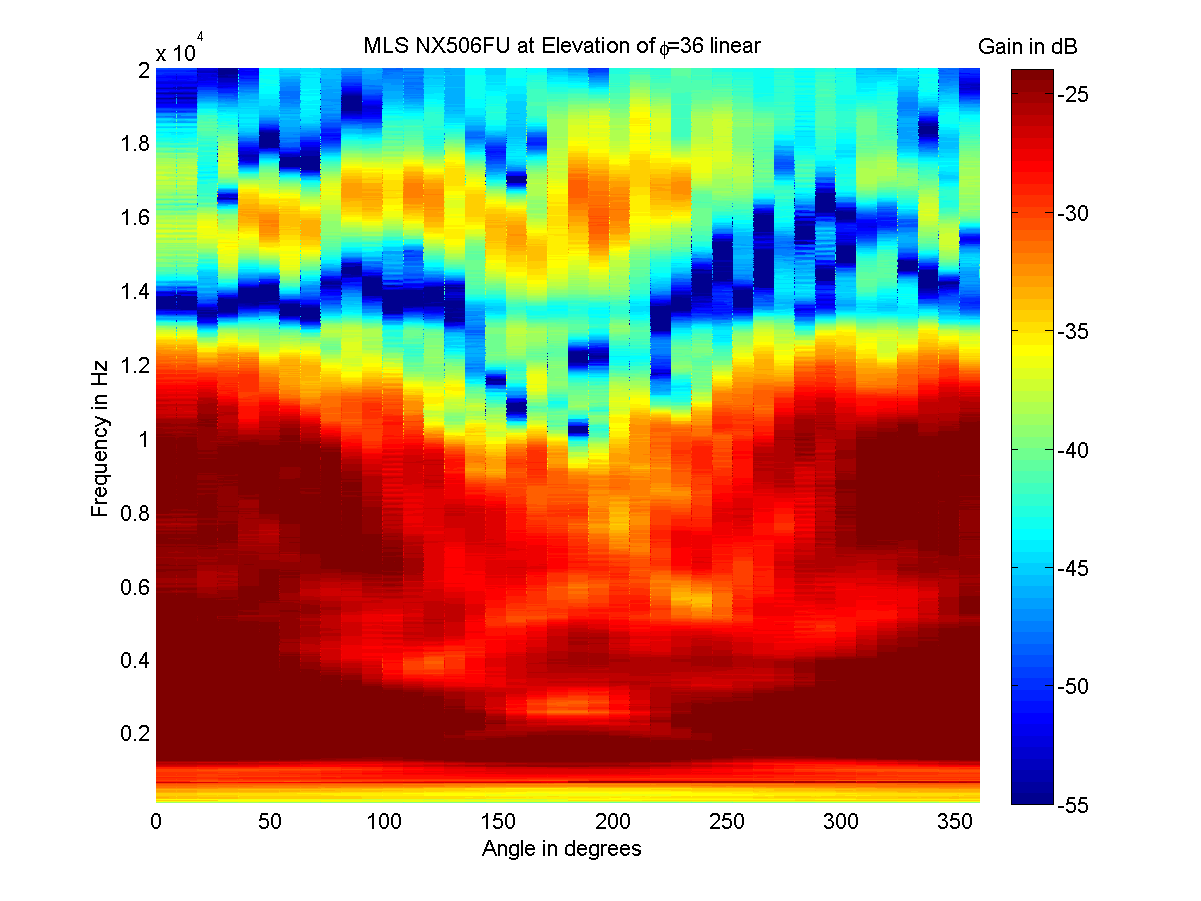 MLS NX506FU at Elevation of ϕ=36 linear
Gain in dB
x 10^4
2
1.8
1.6
1.4
1.2
1
0.8
0.6
0.4
0.2
Frequency in Hz
0 50 100 150 200 250 300 350
Angle in degrees
-25
-30
-35
-40
-45
-50
-55